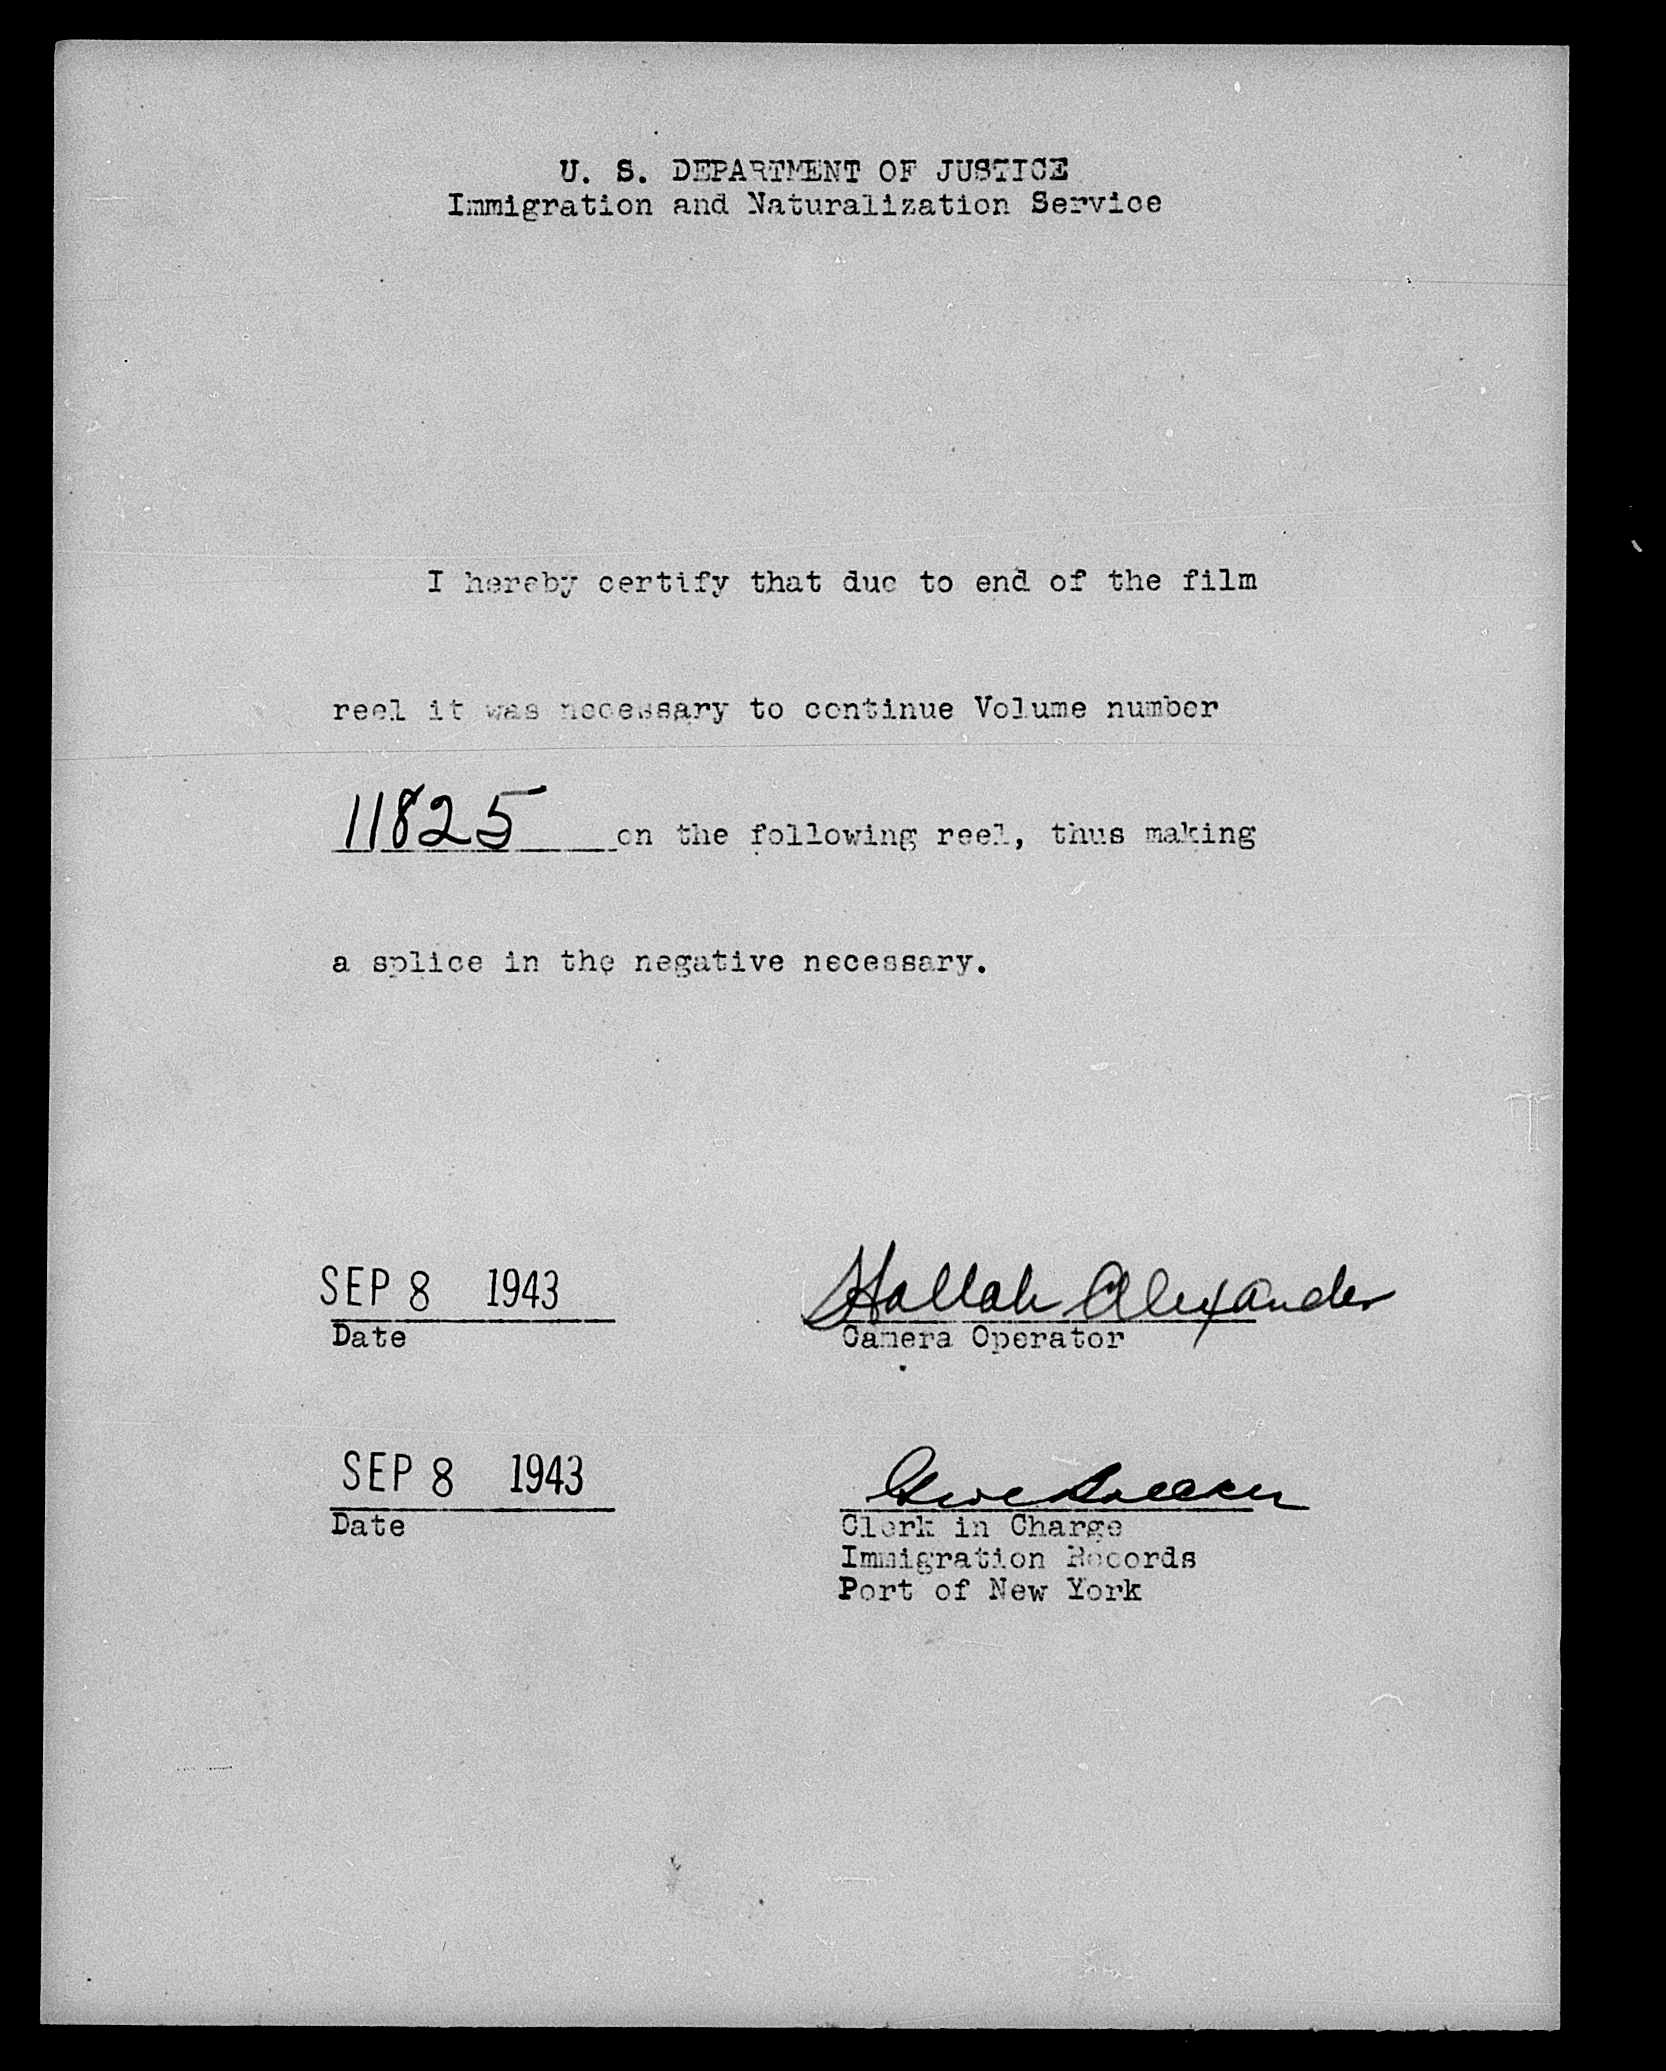 U. S. DEPARTMENT OF JUSTICE
Immigration and Naturalization Service
I hereby certify that due to end of the film
reel it was necessary to continue Volume number
11825 on the following reel, thus making
a splice in the negative necessary.
SEP 8 1943
Hallah Alexander
Date
Camera Operator
SEP 8 1943
Date
Clerk in Charge
Immigration Records
Port of New York